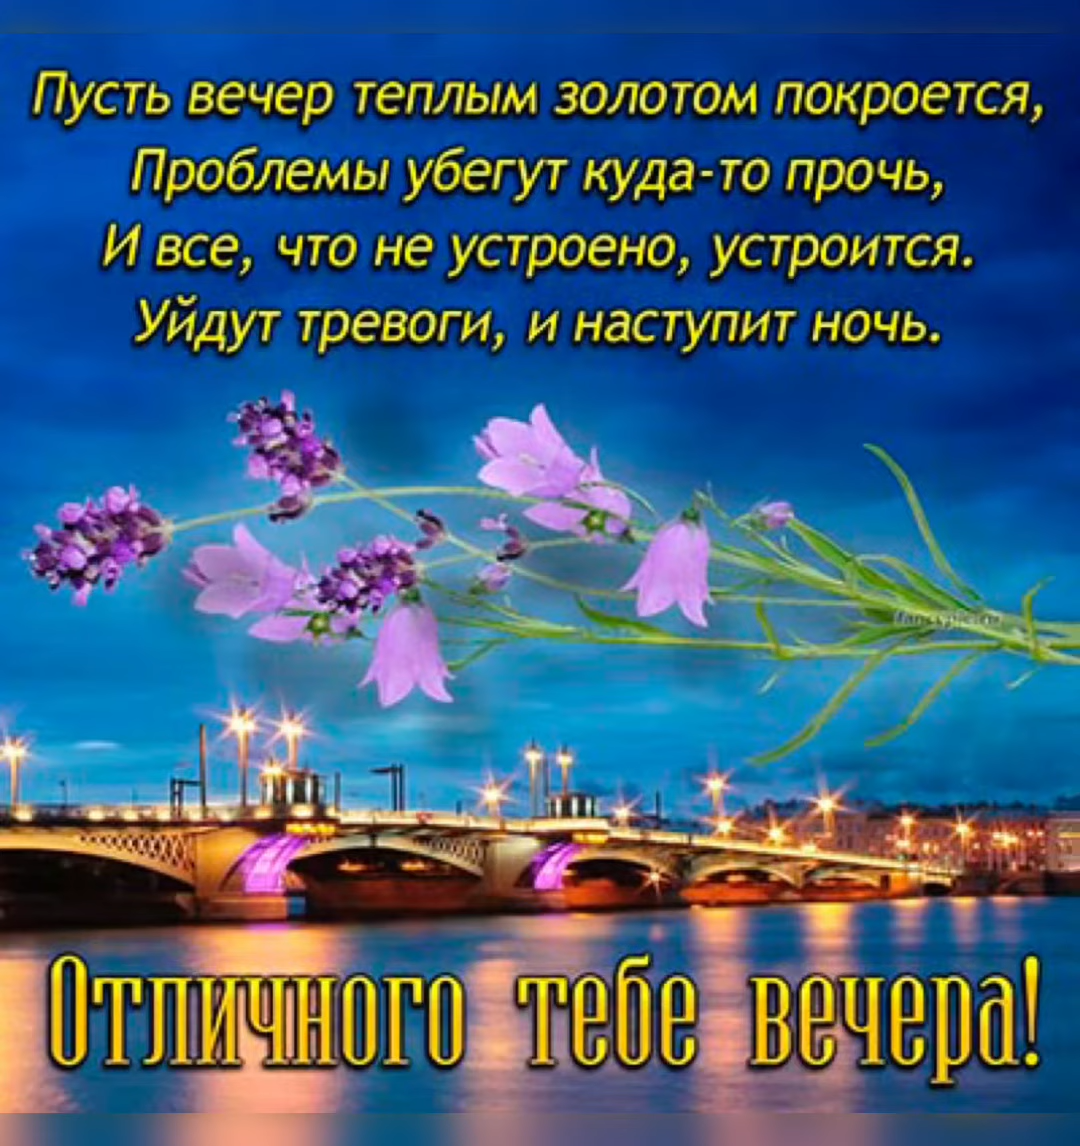 Пусть вечер теплым золотом покроется,
Проблемы убегут куда-то прочь,
И все, что не устроено, устроится.
Уйдут тревоги, и наступит ночь.
Отличного тебе вечера!